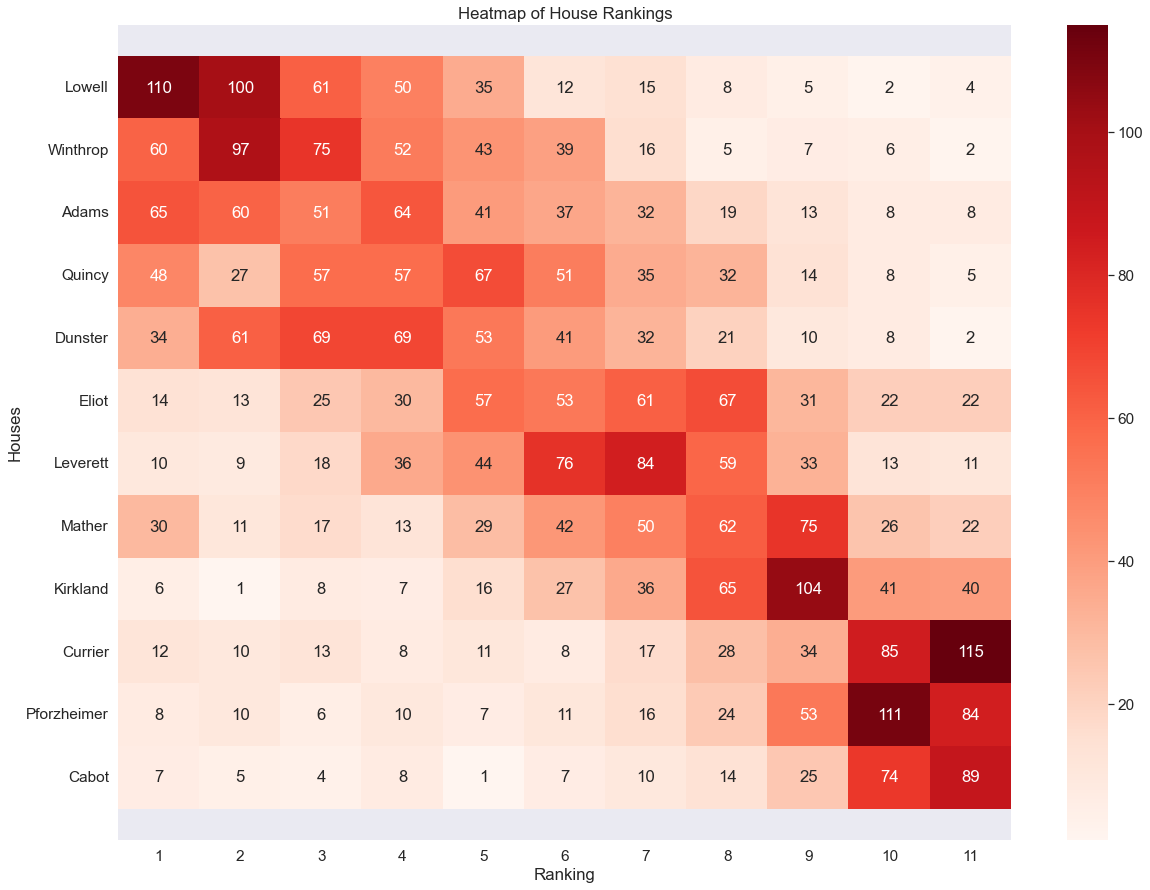 Heatmap of House Rankings
Lowell 110 100 61 50 35 12 15 8 5 2 4
Winthrop 60 97 75 52 43 39 16 5 7 6 2
Adams 65 60 51 64 41 37 32 19 13 8 8
Quincy 48 27 57 57 67 51 35 32 14 8 5
Dunster 34 61 69 69 53 41 32 21 10 8 2
Eliot 14 13 25 30 57 53 61 67 31 22 22
Leverett 10 9 18 36 44 76 84 59 33 13 11
Mather 30 11 17 13 29 42 50 62 75 26 22
Kirkland 6 1 8 7 16 27 36 65 104 41 40
Currier 12 10 13 8 11 8 17 28 34 85 115
Pforzheimer 8 10 6 10 7 11 16 24 53 111 84
Cabot 7 5 4 8 1 7 10 14 25 74 89
1 2 3 4 5 6 7 8 9 10 11
Ranking
Houses
100
80
60
40
20